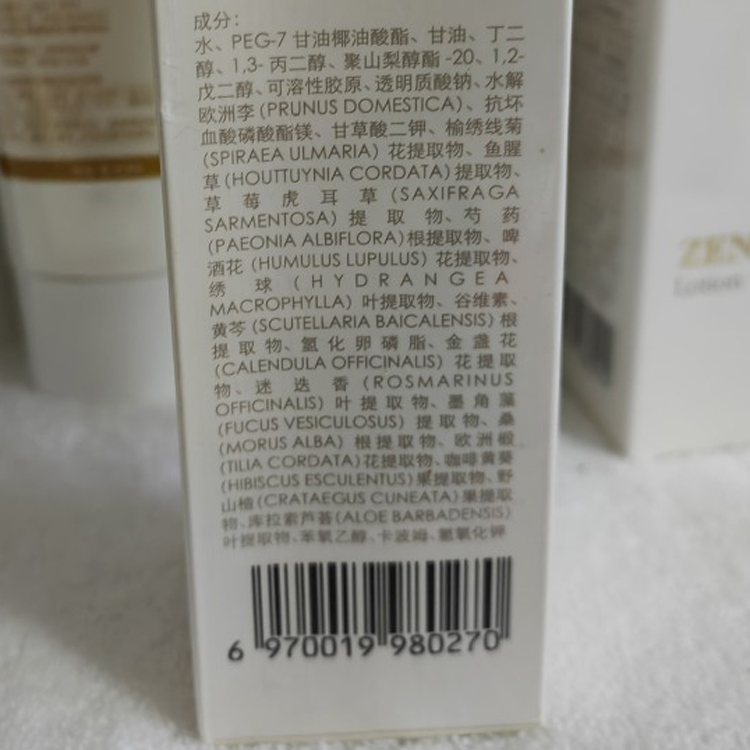 成分:
水、PEG-7 甘油椰油酸酯、甘油、丁二
醇、1,3- 丙二醇、聚山梨醇酯 -20、1,2-
戊二醇、可溶性胶原、透明质酸钠、水解
欧洲李 (PRUNUS DOMESTICA)、抗坏
血酸磷酸酯镁、甘草酸二钾、榆绣线菊
(SPIRAEA ULMARIA) 花提取物、鱼腥
草 (HOUTTUYNIA CORDATA) 提取物、
草莓虎耳草 (SAXIFRAGA
SARMENTOSA) 提取物、芍药
(PAEONIA ALBIFLORA)根提取物、啤
酒花 (HUMULUS LUPULUS) 花提取物、
绣球 (HYDRANGEA
MACROPHYLLA) 叶提取物、谷维素、
黄芩 (SCUTELLARIA BAICALENSIS) 根
提取物、氢化卵磷脂、金盏花
(CALENDULA OFFICINALIS) 花提取
物、迷迭香 (ROSMARINUS
OFFICINALIS) 叶提取物、墨角藻
(FUCUS VESICULOSUS) 提取物、桑
(MORUS ALBA) 根提取物、欧洲椴
(TILIA CORDATA)花提取物、咖啡黄葵
(HIBISCUS ESCULENTUS)果提取物、野
山楂 (CRATAEGUS CUNEATA)果提取
物、库拉索芦荟(ALOE BARBADENSIS)
叶提取物、苯氧乙醇、卡波姆、氢氧化钾
6 970019 980270
ZEN
Lotion